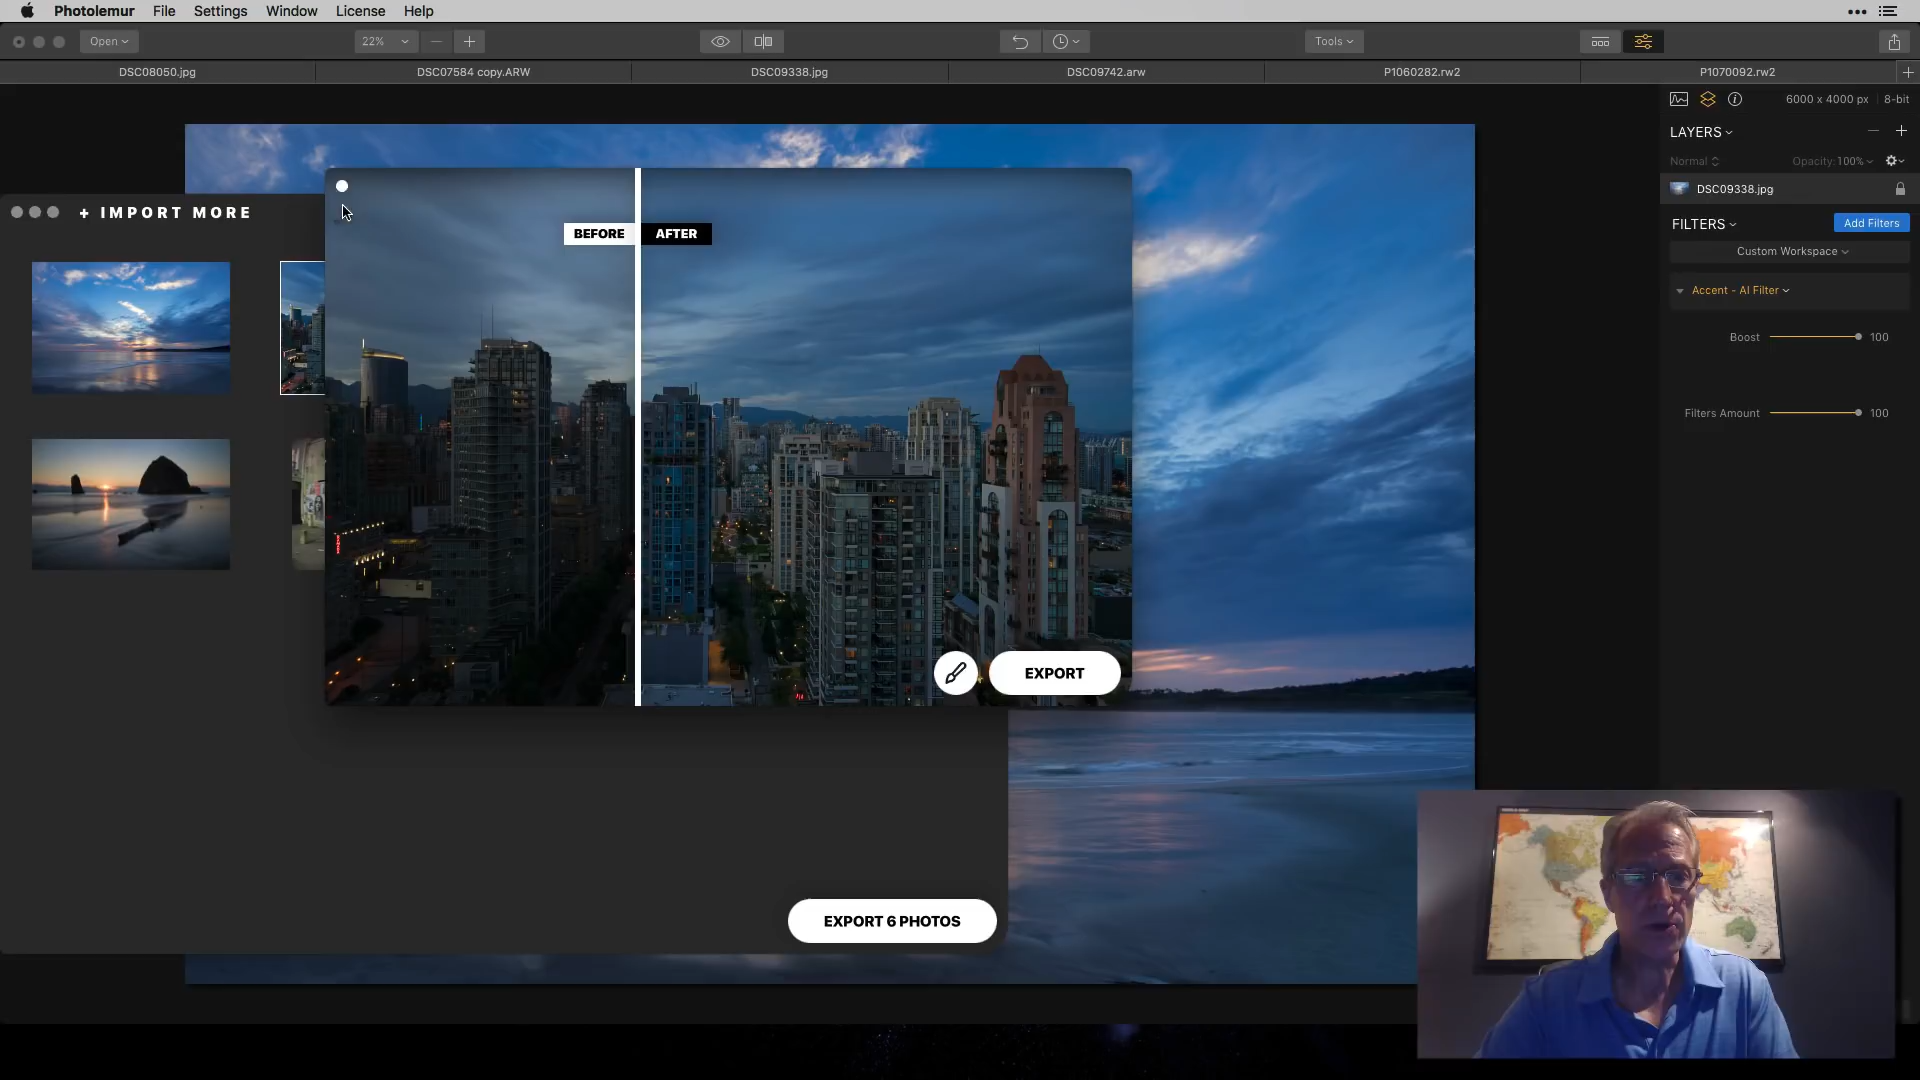 Photolemur File Settings Window License Help
Open 22% Tools
DSC08050.jpg DSC07584 copy.ARW DSC09338.jpg DSC09742.arw P1060282.rw2 P1070092.rw2
6000 x 4000 px 8-bit
LAYERS
Normal Opacity: 100%
DSC09338.jpg
+ IMPORT MORE
FILTERS Add Filters
BEFORE AFTER
Custom Workspace
Accent - AI Filter
Boost 100
Filters Amount 100
EXPORT
EXPORT 6 PHOTOS